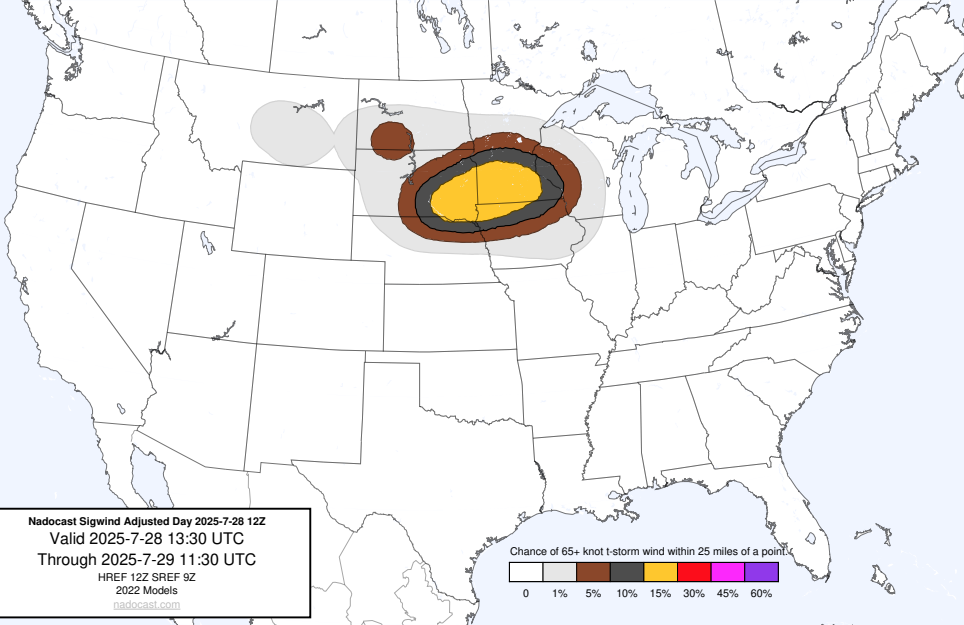 Nadocast Sigwind Adjusted Day 2025-7-28 12Z
Valid 2025-7-28 13:30 UTC
Through 2025-7-29 11:30 UTC
HREF 12Z SREF 9Z
2022 Models
nadocast.com
Chance of 65+ knot t-storm wind within 25 miles of a point.
0 1% 5% 10% 15% 30% 45% 60%